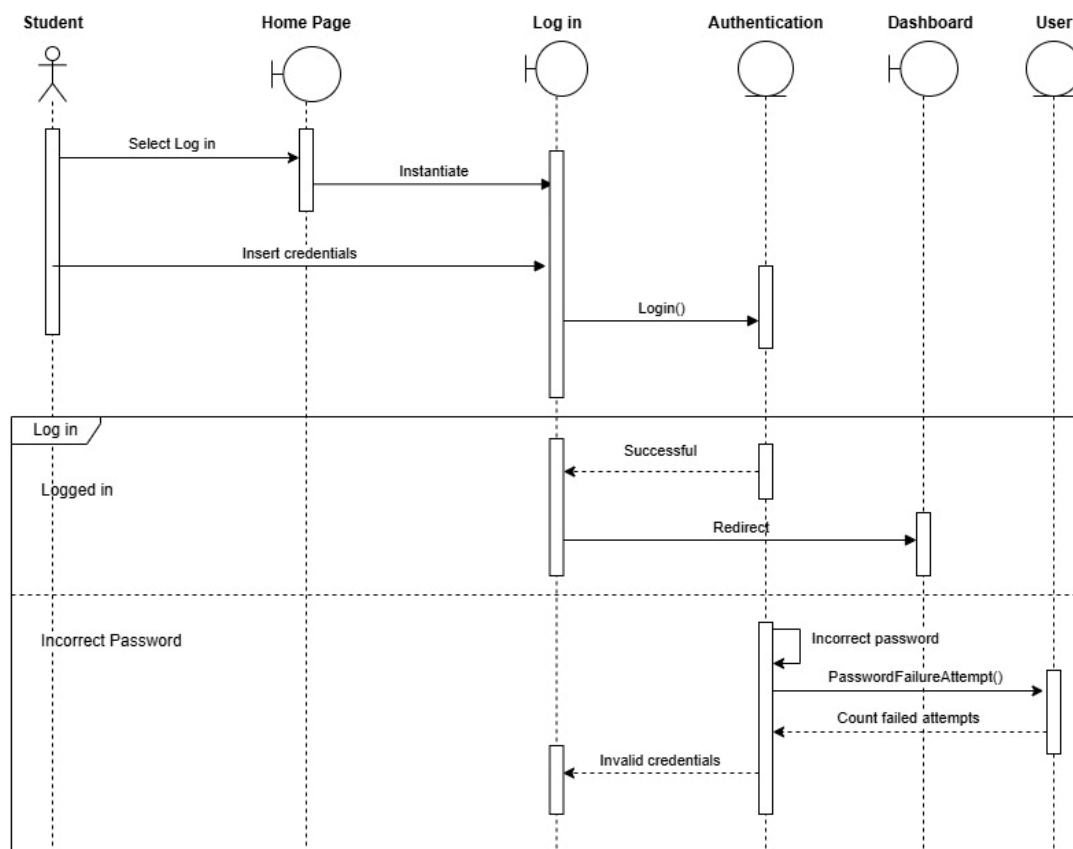 Student
Home Page
Log in
Authentication
Dashboard
User
Select Log in
Instantiate
Insert credentials
Login()
Log in
Successful
Logged in
Redirect
Incorrect Password
Incorrect password
PasswordFailureAttempt()
Count failed attempts
Invalid credentials